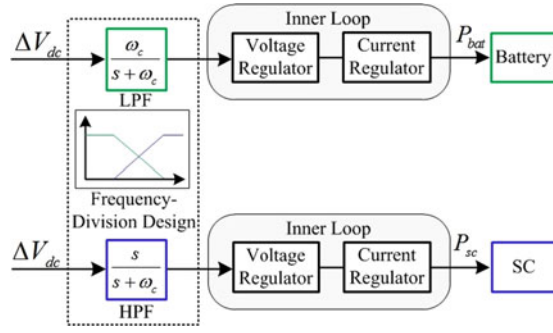 Inner Loop
ΔV_dc
ω_c
s + ω_c
LPF
Voltage
Regulator
Current
Regulator
P_bat
Battery
Frequency-
Division Design
Inner Loop
ΔV_dc
s
s + ω_c
HPF
Voltage
Regulator
Current
Regulator
P_sc
SC